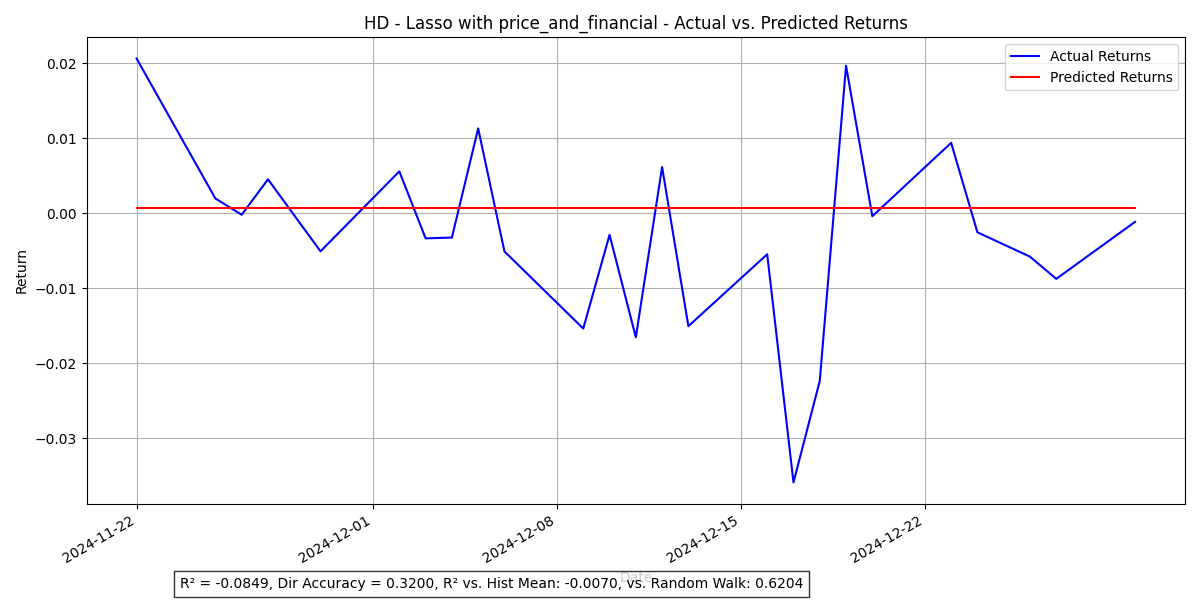 HD - Lasso with price_and_financial - Actual vs. Predicted Returns
Actual Returns
Predicted Returns
0.02
0.01
0.00
−0.01
−0.02
−0.03
Return
2024-11-22
2024-12-01
2024-12-08
2024-12-15
2024-12-22
Date
R² = -0.0849, Dir Accuracy = 0.3200, R² vs. Hist Mean: -0.0070, vs. Random Walk: 0.6204